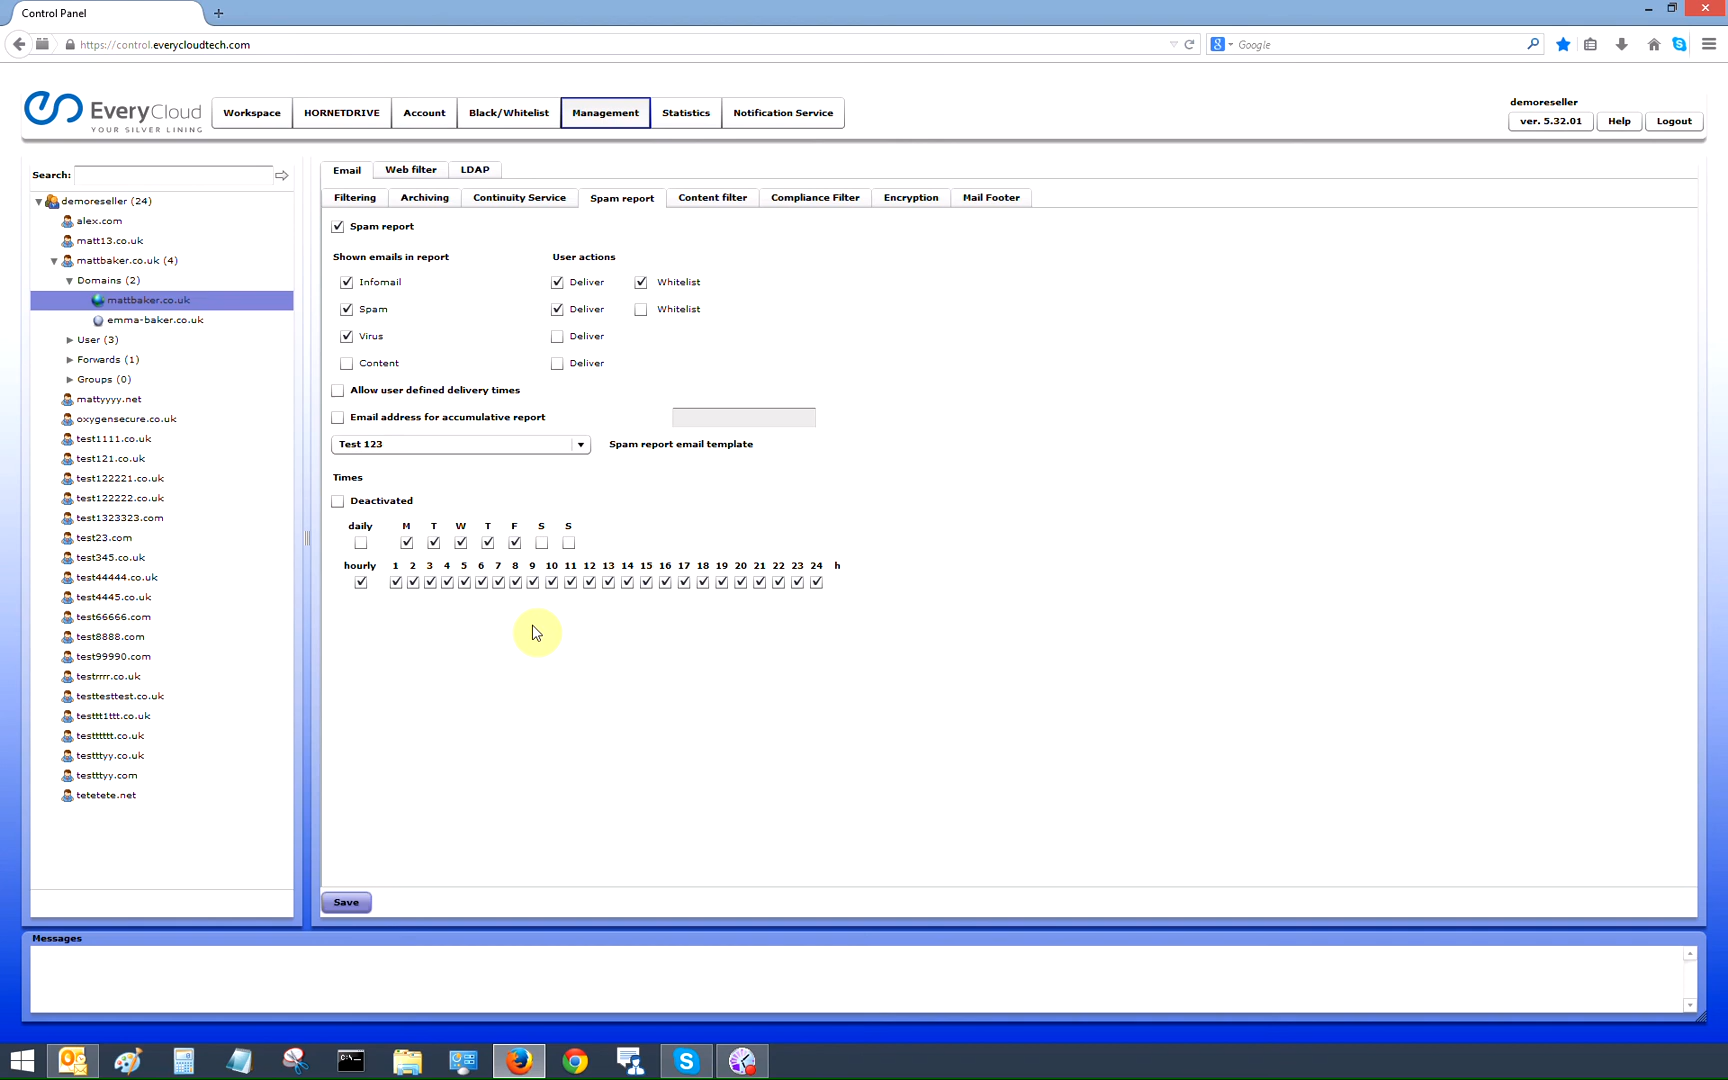 Control Panel
https://control.everycloudtech.com
Google
EveryCloud
YOUR SILVER LINING
Workspace HORNETDRIVE Account Black/Whitelist Management Statistics Notification Service
demoreseller
ver. 5.32.01 Help Logout
Search:
demoreseller (24)
alex.com
matt13.co.uk
mattbaker.co.uk (4)
Domains (2)
mattbaker.co.uk
emma-baker.co.uk
User (3)
Forwards (1)
Groups (0)
mattyyyy.net
oxygensecure.co.uk
test1111.co.uk
test121.co.uk
test122221.co.uk
test122222.co.uk
test1323323.com
test23.com
test345.co.uk
test44444.co.uk
test4445.co.uk
test66666.com
test8888.com
test99990.com
testrrrr.co.uk
testtesttest.co.uk
testtt1ttt.co.uk
testttttt.co.uk
testttyy.co.uk
testttyy.com
tetetete.net
Email Web filter LDAP
Filtering Archiving Continuity Service Spam report Content filter Compliance Filter Encryption Mail Footer
Spam report
Shown emails in report User actions
Infomail Deliver Whitelist
Spam Deliver Whitelist
Virus Deliver
Content Deliver
Allow user defined delivery times
Email address for accumulative report
Test 123 Spam report email template
Times
Deactivated
daily M T W T F S S
hourly 1 2 3 4 5 6 7 8 9 10 11 12 13 14 15 16 17 18 19 20 21 22 23 24 h
Save
Messages